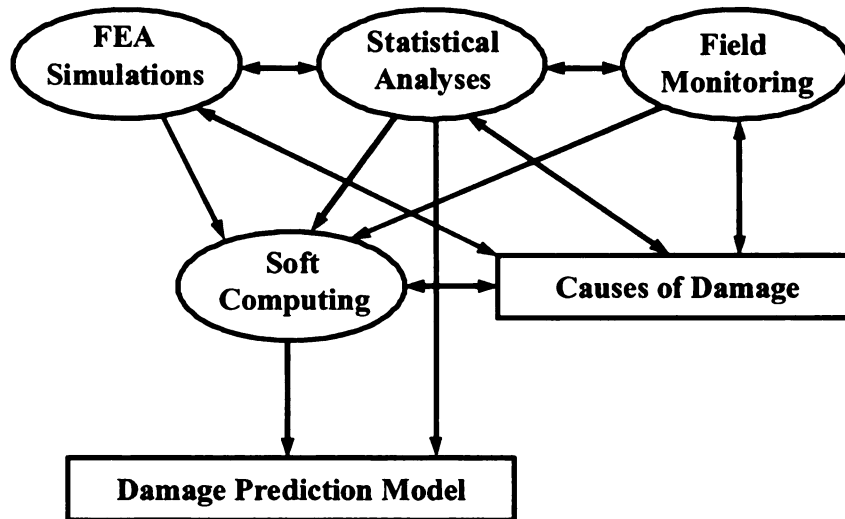 FEA
Simulations
Statistical
Analyses
Field
Monitoring
Soft
Computing
Causes of Damage
Damage Prediction Model